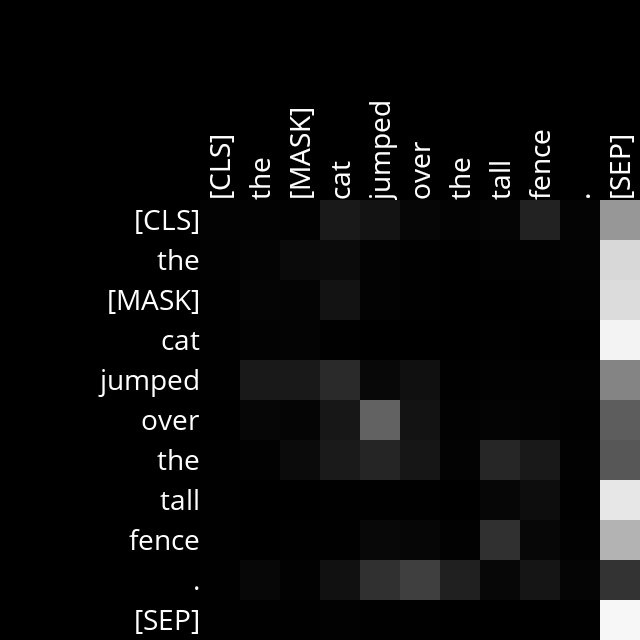 [CLS] the [MASK] cat jumped over the tall fence . [SEP]
[CLS]
the
[MASK]
cat
jumped
over
the
tall
fence
.
[SEP]